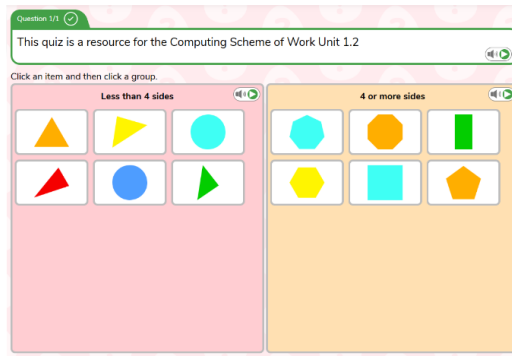 Question 1/1
This quiz is a resource for the Computing Scheme of Work Unit 1.2
Click an item and then click a group.
Less than 4 sides
4 or more sides